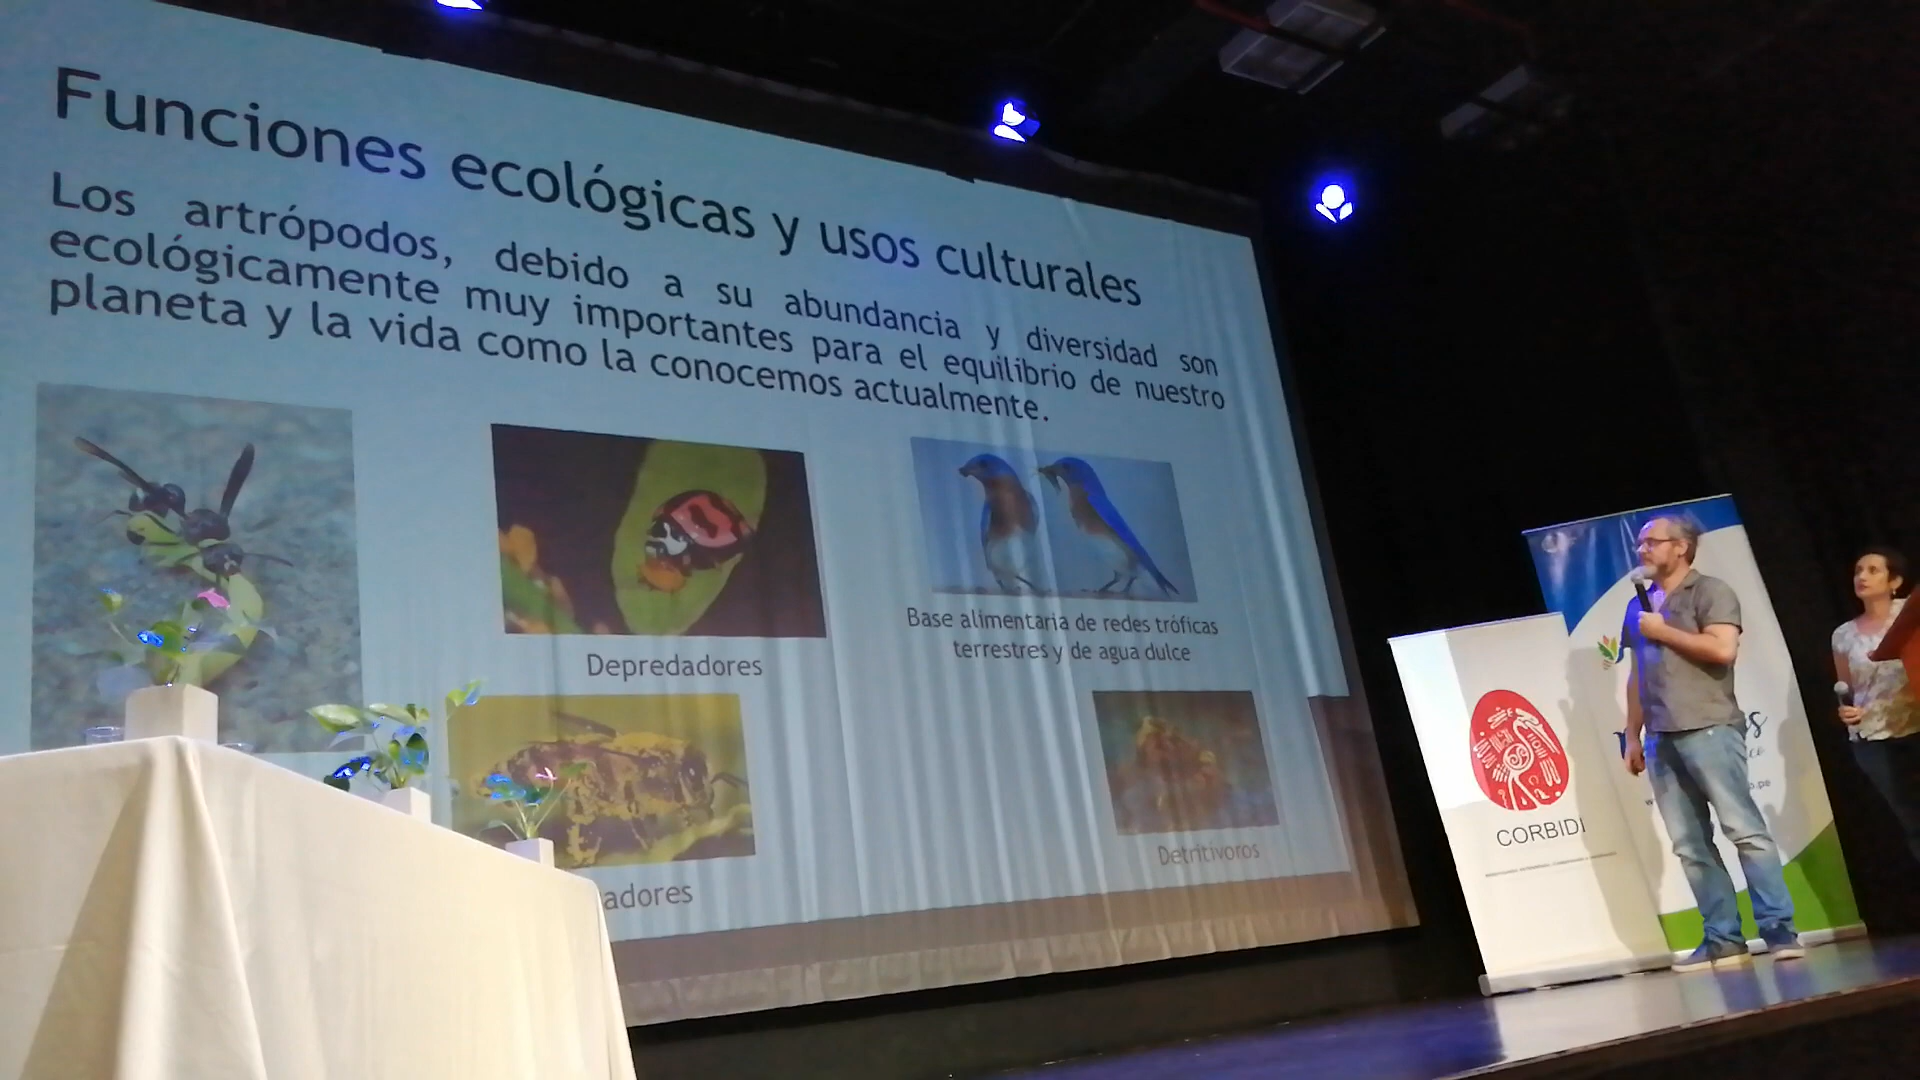 Funciones ecológicas y usos culturales
Los artrópodos, debido a su abundancia y diversidad son
ecológicamente muy importantes para el equilibrio de nuestro
planeta y la vida como la conocemos actualmente.
Depredadores
Base alimentaria de redes tróficas
terrestres y de agua dulce
adores
Detritívoros
CORBIDI